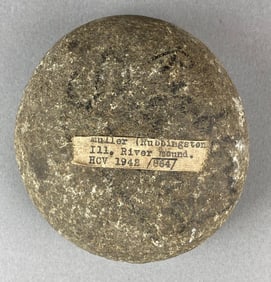 muller (Rubbingston
Ill. River mound.
HCV 1942 /864/